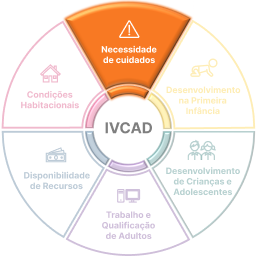 Necessidade
de cuidados
Desenvolvimento
na Primeira
Infância
Desenvolvimento
de Crianças e
Adolescentes
Trabalho e
Qualificação
de Adultos
Disponibilidade
de Recursos
Condições
Habitacionais
IVCAD